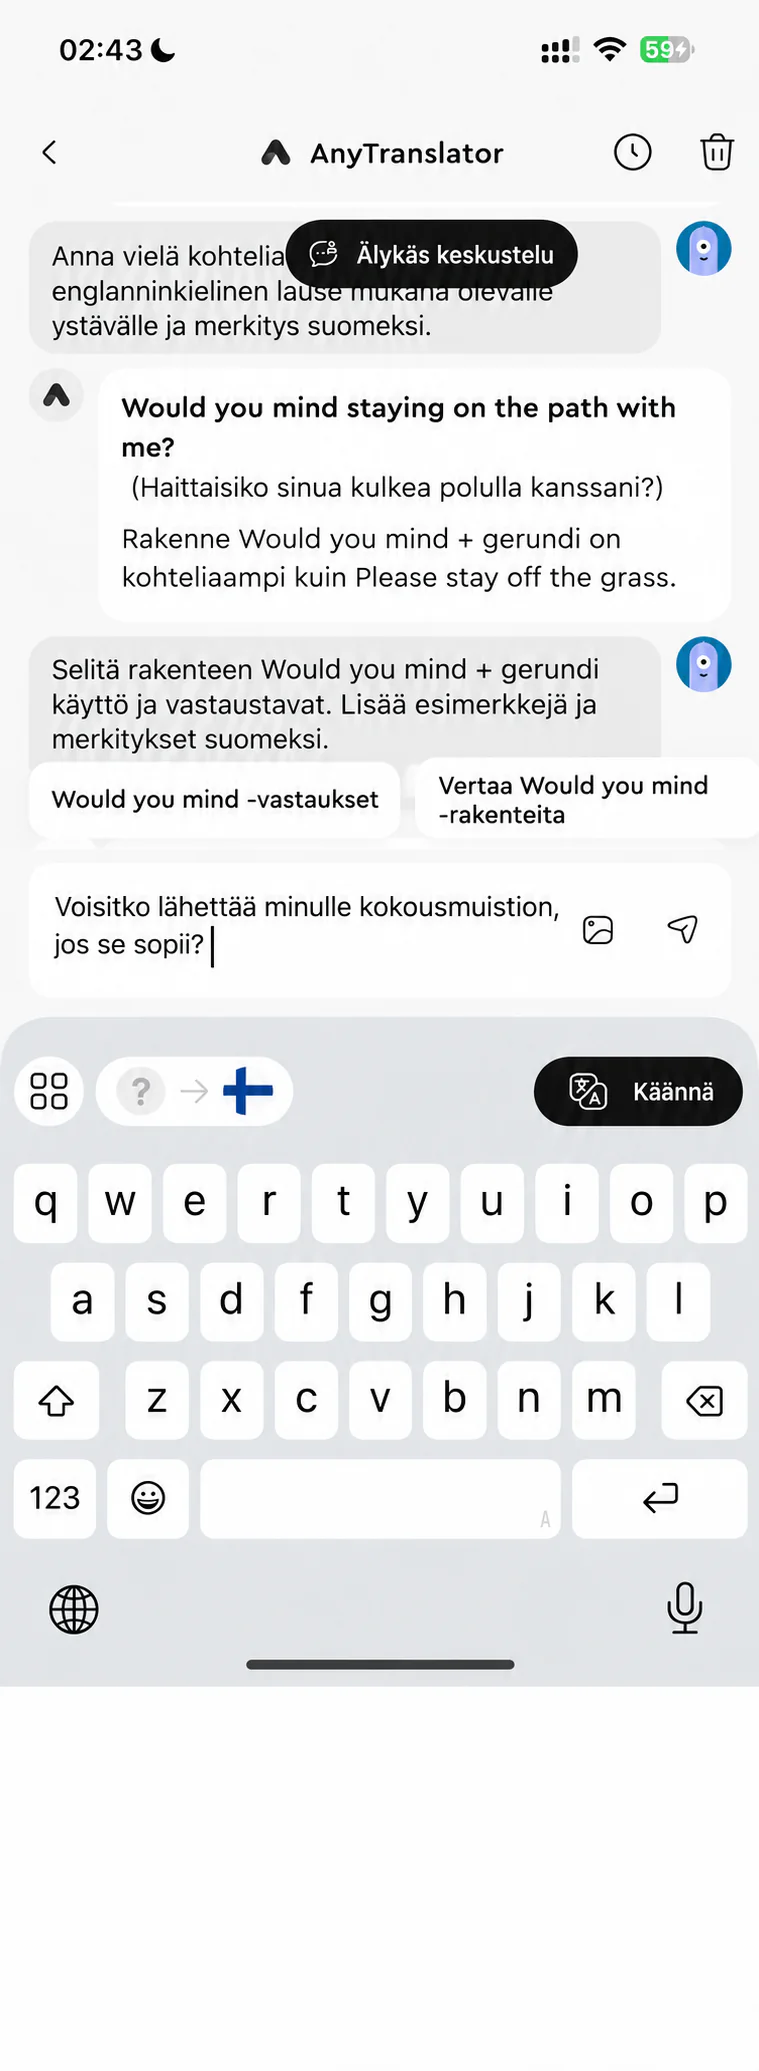 02:43
59
AnyTranslator
Anna vielä
Älykäs keskustelu
englanninkielinen lause mukana olevalle
ystävälle ja merkitys suomeksi.
Would you mind staying on the path with
me?
(Haittaisiko sinua kulkea polulla kanssani?)
Rakenne Would you mind + gerundi on
kohteliaampi kuin Please stay off the grass.
Selitä rakenteen Would you mind + gerundi
käyttö ja vastaustavat. Lisää esimerkkejä ja
merkitykset suomeksi.
Would you mind -vastaukset
Vertaa Would you mind
-rakenteita
Voisitko lähettää minulle kokousmuistion,
jos se sopii?
? →
Käännä
q w e r t y u i o p
a s d f g h j k l
z x c v b n m
123
A